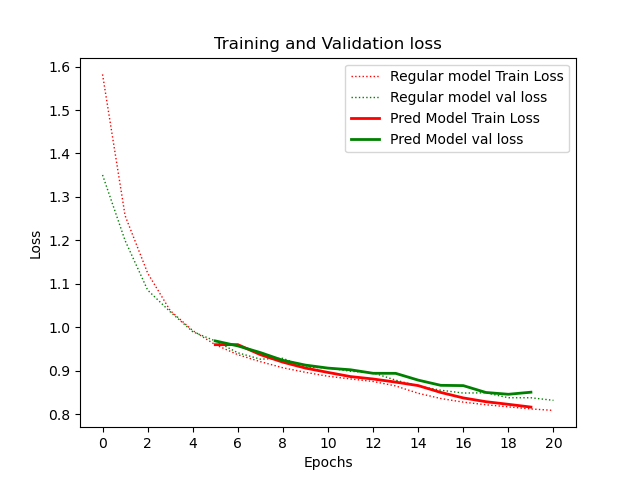 Training and Validation loss
1.6
1.5
1.4
1.3
1.2
1.1
1.0
0.9
0.8
Loss
Regular model Train Loss
Regular model val loss
Pred Model Train Loss
Pred Model val loss
0 2 4 6 8 10 12 14 16 18 20
Epochs